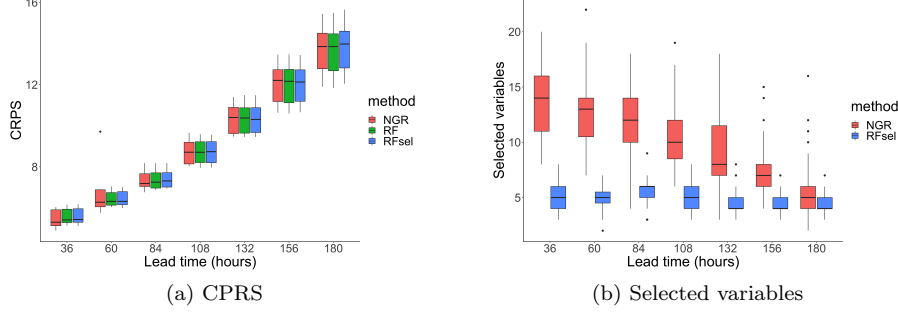 16
12
8
CRPS
36 60 84 108 132 156 180
Lead time (hours)
method
NGR
RF
RFsel
(a) CPRS
20
15
10
5
Selected variables
36 60 84 108 132 156 180
Lead time (hours)
method
NGR
RFsel
(b) Selected variables